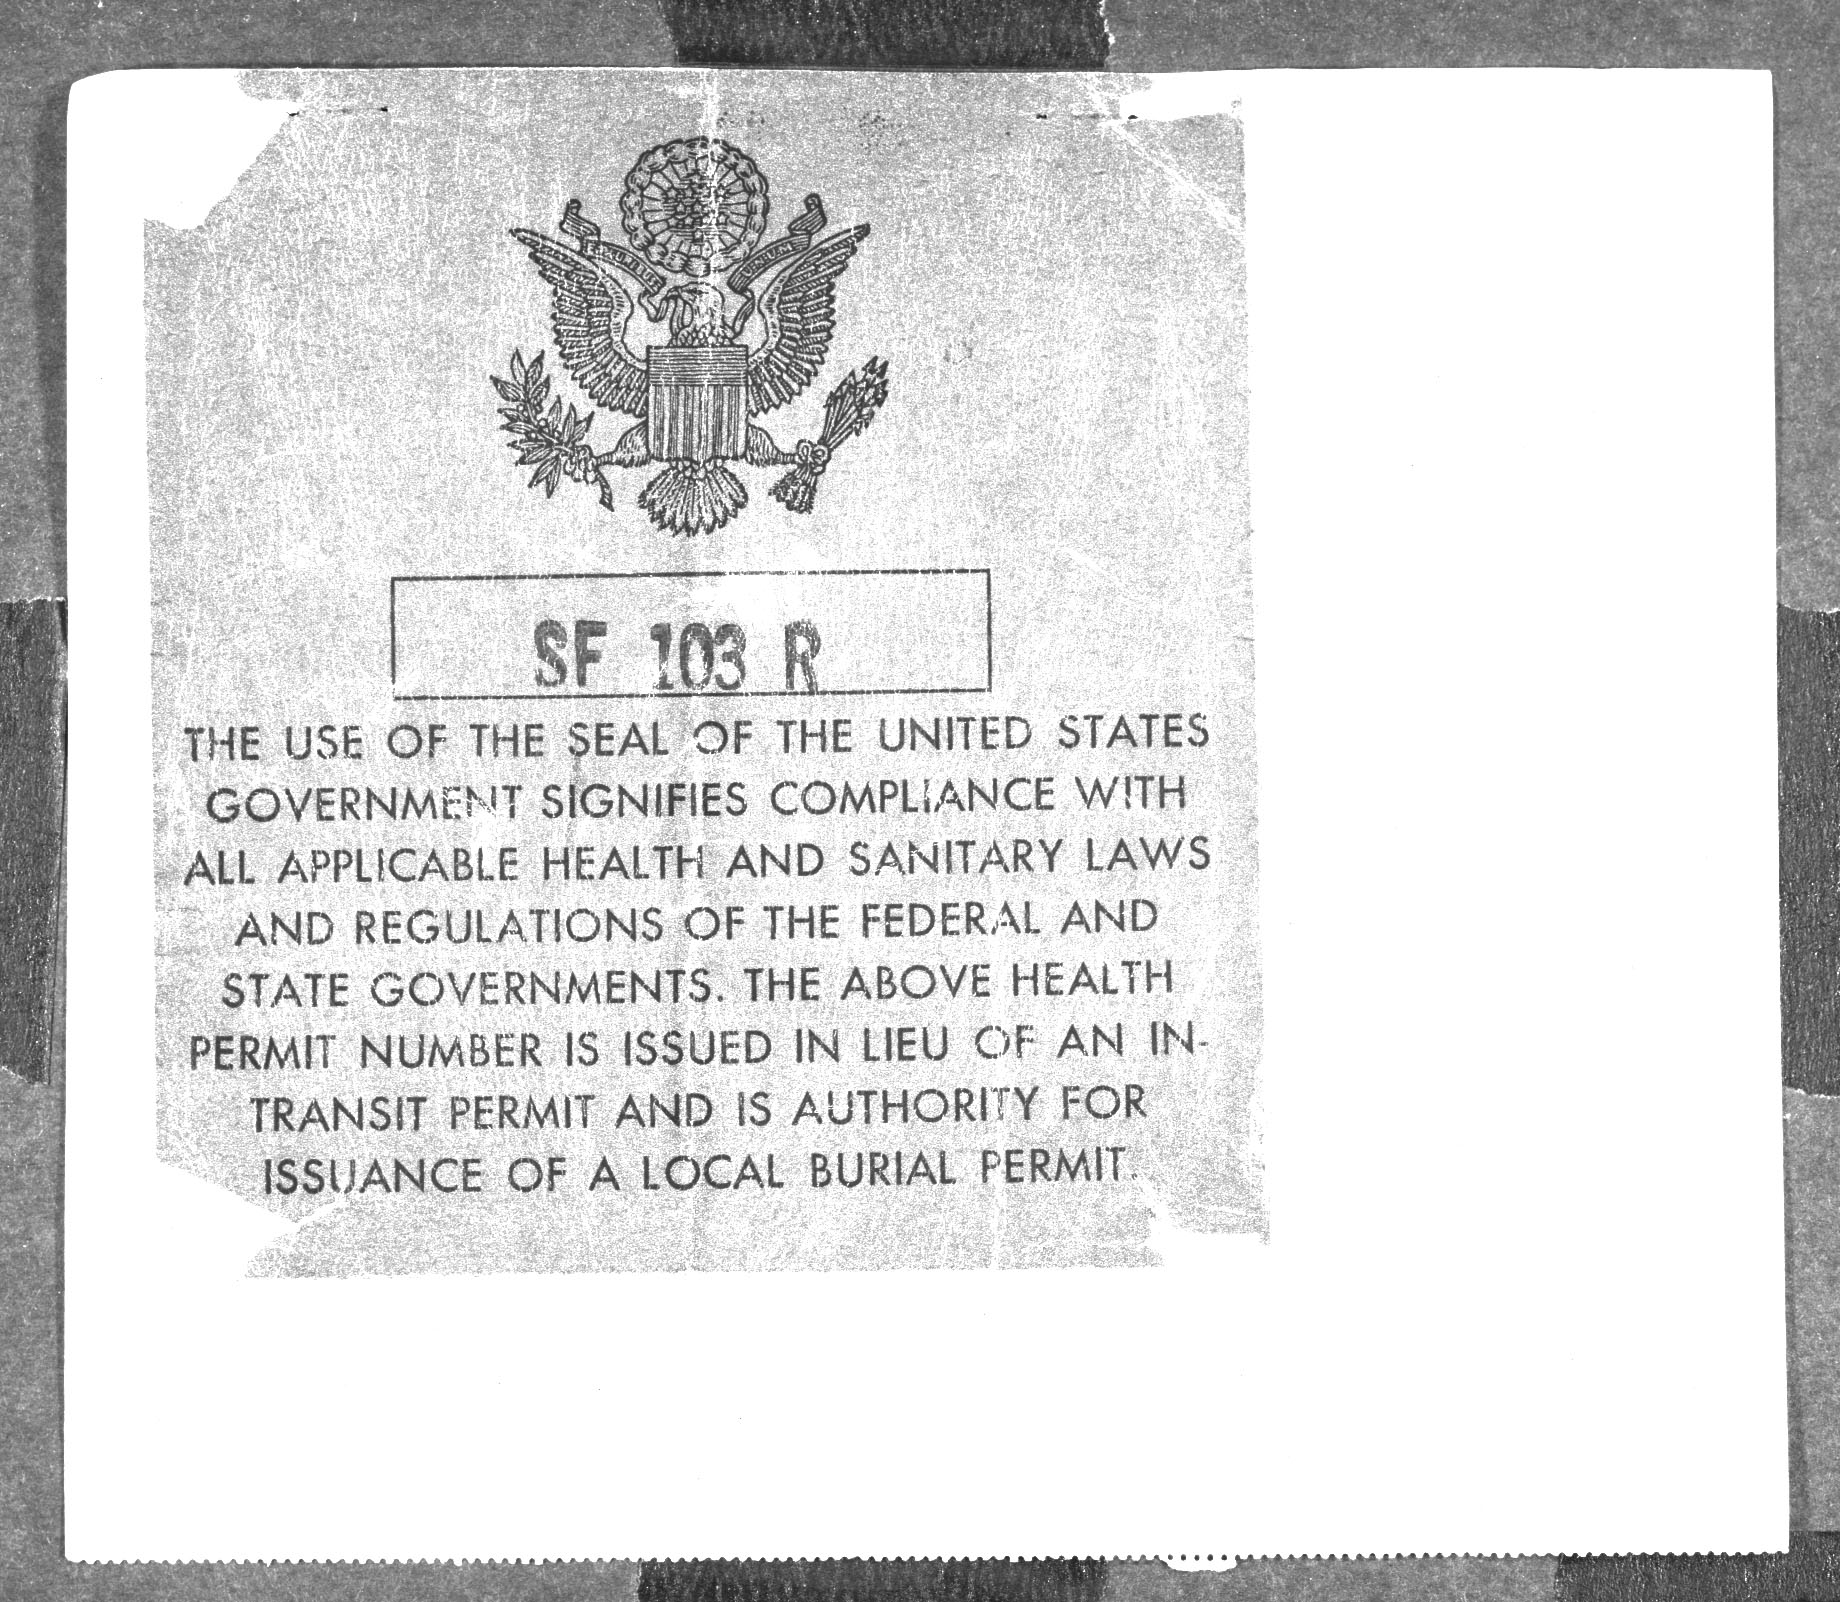 SF 103 R
THE USE OF THE SEAL OF THE UNITED STATES
GOVERNMENT SIGNIFIES COMPLIANCE WITH
ALL APPLICABLE HEALTH AND SANITARY LAWS
AND REGULATIONS OF THE FEDERAL AND
STATE GOVERNMENTS. THE ABOVE HEALTH
PERMIT NUMBER IS ISSUED IN LIEU OF AN IN-
TRANSIT PERMIT AND IS AUTHORITY FOR
ISSUANCE OF A LOCAL BURIAL PERMIT.